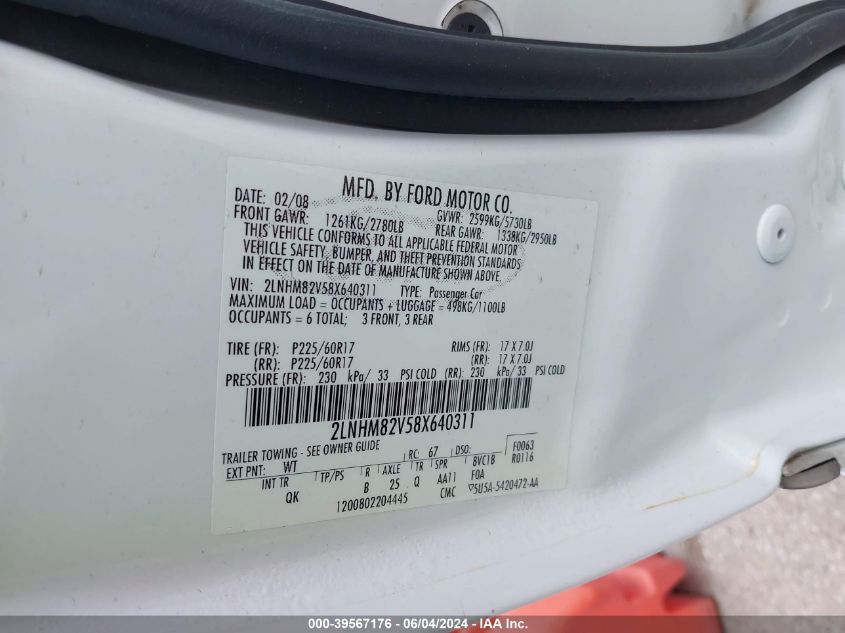 MFD. BY FORD MOTOR CO.
DATE: 02/08 GVWR: 2599KG/5730LB
FRONT GAWR: 1261KG/2780LB REAR GAWR: 1338KG/2950LB
THIS VEHICLE CONFORMS TO ALL APPLICABLE FEDERAL MOTOR
VEHICLE SAFETY, BUMPER, AND THEFT PREVENTION STANDARDS
IN EFFECT ON THE DATE OF MANUFACTURE SHOWN ABOVE.
VIN: 2LNHM82V58X640311 TYPE: Passenger Car
MAXIMUM LOAD = OCCUPANTS + LUGGAGE = 498KG/1100LB
OCCUPANTS = 6 TOTAL; 3 FRONT, 3 REAR
TIRE (FR): P225/60R17 RIMS (FR): 17 X 7.0J
(RR): P225/60R17 (RR): 17 X 7.0J
PRESSURE (FR): 230 kPa/ 33 PSI COLD (RR): 230 kPa/ 33 PSI COLD
2LNHM82V58X640311
TRAILER TOWING - SEE OWNER GUIDE RC: 67 DSO: F0063
EXT PNT: WT 8VC1B R0116
INT TR TP/PS R AXLE TR SPR F0A
QK B 25 Q AA11
1200802204445 CMC ▽5U5A-5420472-AA
000-39567176 - 06/04/2024 - IAA Inc.